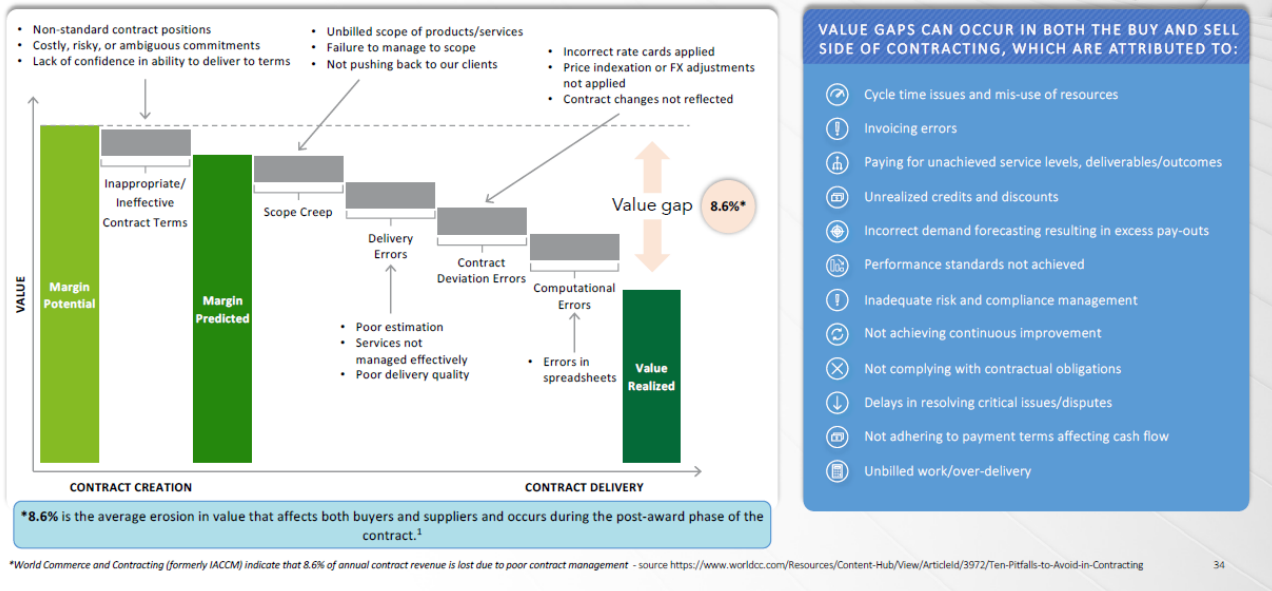 • Non-standard contract positions
• Costly, risky, or ambiguous commitments
• Lack of confidence in ability to deliver to terms
• Unbilled scope of products/services
• Failure to manage to scope
• Not pushing back to our clients
• Incorrect rate cards applied
• Price indexation or FX adjustments
not applied
• Contract changes not reflected
Inappropriate/
Ineffective
Contract Terms
Scope Creep
Delivery
Errors
Contract
Deviation Errors
Computational
Errors
Value gap
8.6%*
VALUE
Margin
Potential
Margin
Predicted
• Poor estimation
• Services not
managed effectively
• Poor delivery quality
• Errors in
spreadsheets
Value
Realized
CONTRACT CREATION
CONTRACT DELIVERY
*8.6% is the average erosion in value that affects both buyers and suppliers and occurs during the post-award phase of the
contract.1
VALUE GAPS CAN OCCUR IN BOTH THE BUY AND SELL
SIDE OF CONTRACTING, WHICH ARE ATTRIBUTED TO:
Cycle time issues and mis-use of resources
Invoicing errors
Paying for unachieved service levels, deliverables/outcomes
Unrealized credits and discounts
Incorrect demand forecasting resulting in excess pay-outs
Performance standards not achieved
Inadequate risk and compliance management
Not achieving continuous improvement
Not complying with contractual obligations
Delays in resolving critical issues/disputes
Not adhering to payment terms affecting cash flow
Unbilled work/over-delivery
*World Commerce and Contracting (formerly IACCM) indicate that 8.6% of annual contract revenue is lost due to poor contract management - source https://www.worldcc.com/Resources/Content-Hub/View/ArticleId/3972/Ten-Pitfalls-to-Avoid-in-Contracting
34